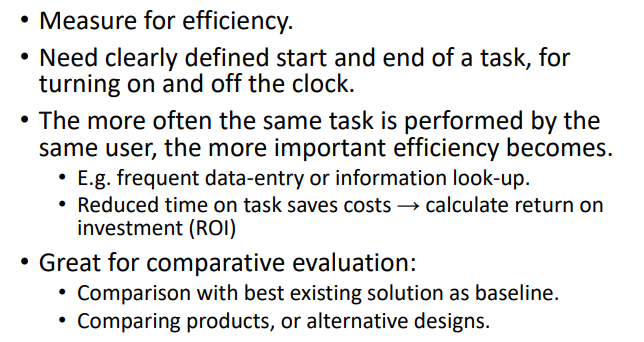 • Measure for efficiency.
• Need clearly defined start and end of a task, for
turning on and off the clock.
• The more often the same task is performed by the
same user, the more important efficiency becomes.
• E.g. frequent data-entry or information look-up.
• Reduced time on task saves costs → calculate return on
investment (ROI)
• Great for comparative evaluation:
• Comparison with best existing solution as baseline.
• Comparing products, or alternative designs.